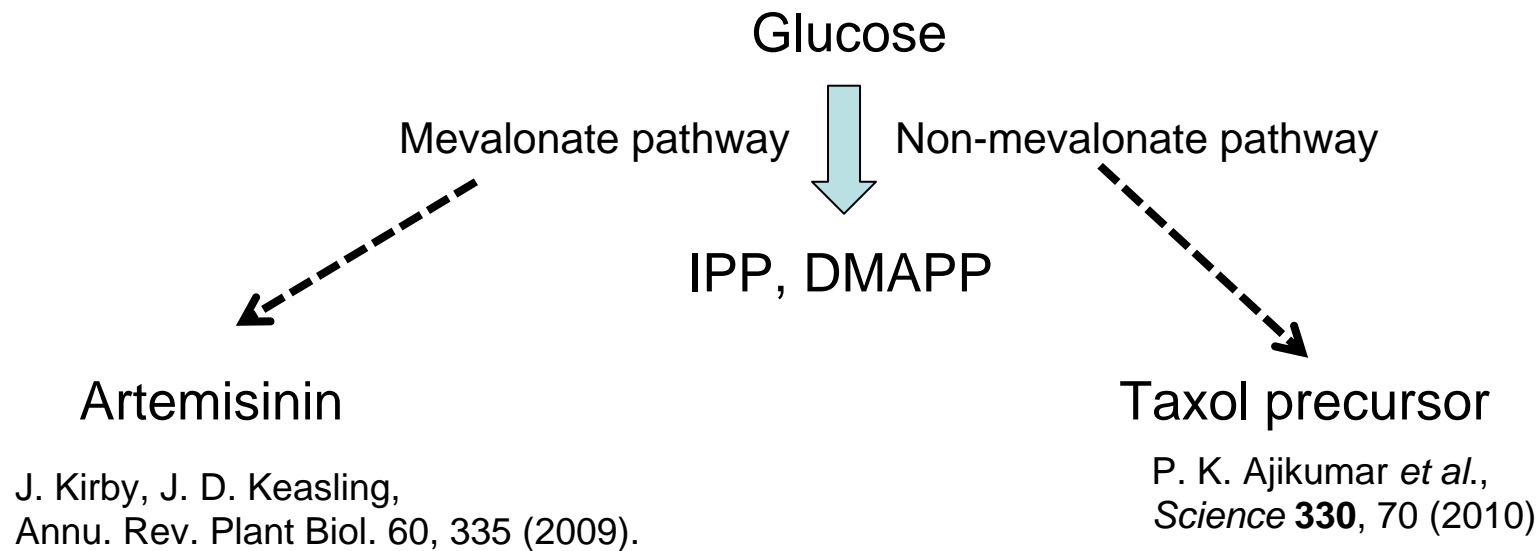 Glucose
Mevalonate pathway
Non-mevalonate pathway
IPP, DMAPP
Artemisinin
J. Kirby, J. D. Keasling,
Annu. Rev. Plant Biol. 60, 335 (2009).
Taxol precursor
P. K. Ajikumar et al.,
Science 330, 70 (2010)